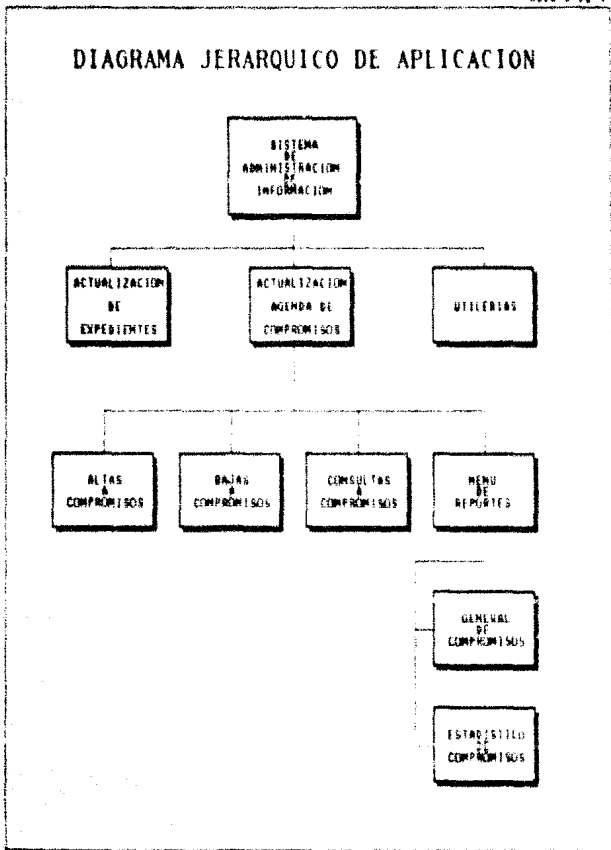 DIAGRAMA JERARQUICO DE APLICACION
SISTEMA
DE
ADMINISTRACION
DE
INFORMACION
ACTUALIZACION
DE
EXPEDIENTES
ACTUALIZACION
AGENDA DE
COMPROMISOS
UTILERIAS
ALTAS
A
COMPROMISOS
BAJAS
A
COMPROMISOS
CONSULTAS
A
COMPROMISOS
MENU
DE
REPORTES
GENERAL
DE
COMPROMISOS
ESTADISTICO
DE
COMPROMISOS